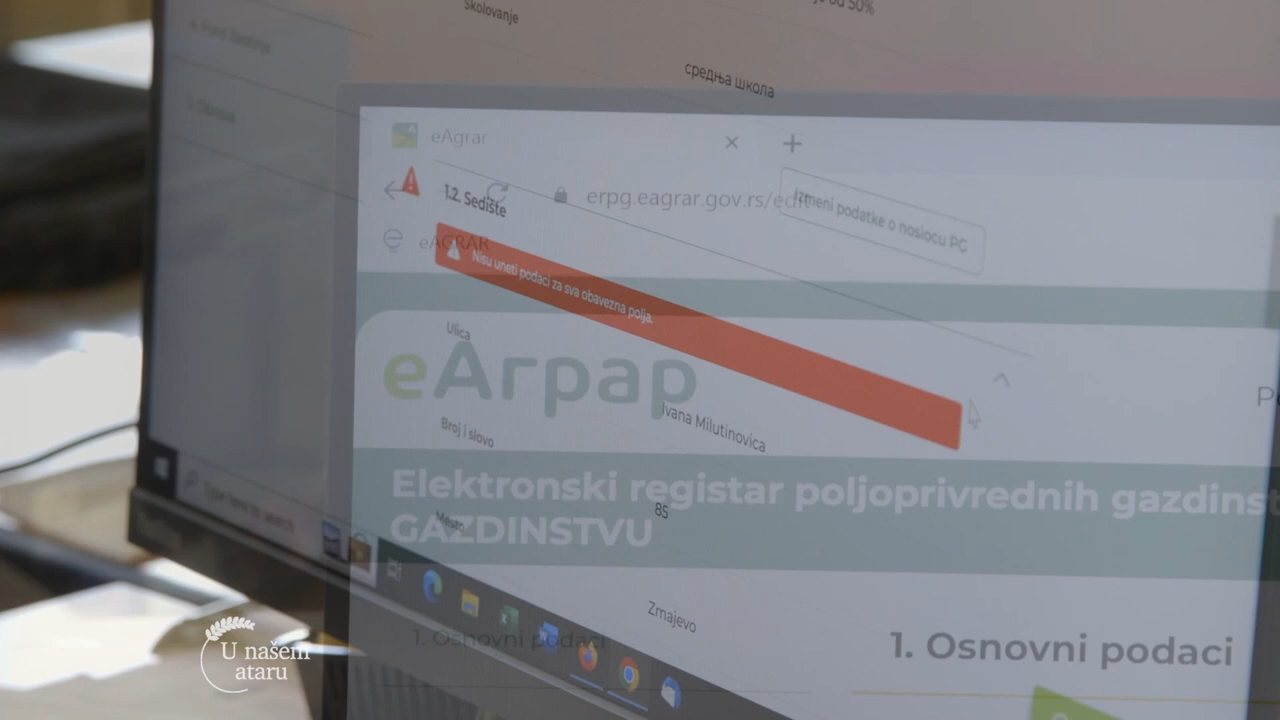 Skolovanje
средња школа
eAgrar
1.2. Sedište
erpg.eagrar.gov.rs/edit
Izmeni podatke o nosiocu PG
eAGRAR
Nisu uneti podaci za sva obavezna polja.
Ulica
eАграр
Ivana Milutinovica
Broj i slovo
Elektronski registar poljoprivrednih gazdinst
GAZDINSTVU
85
Mesto
Zmajevo
1. Osnovni podaci
1. Osnovni podaci
U našem
ataru